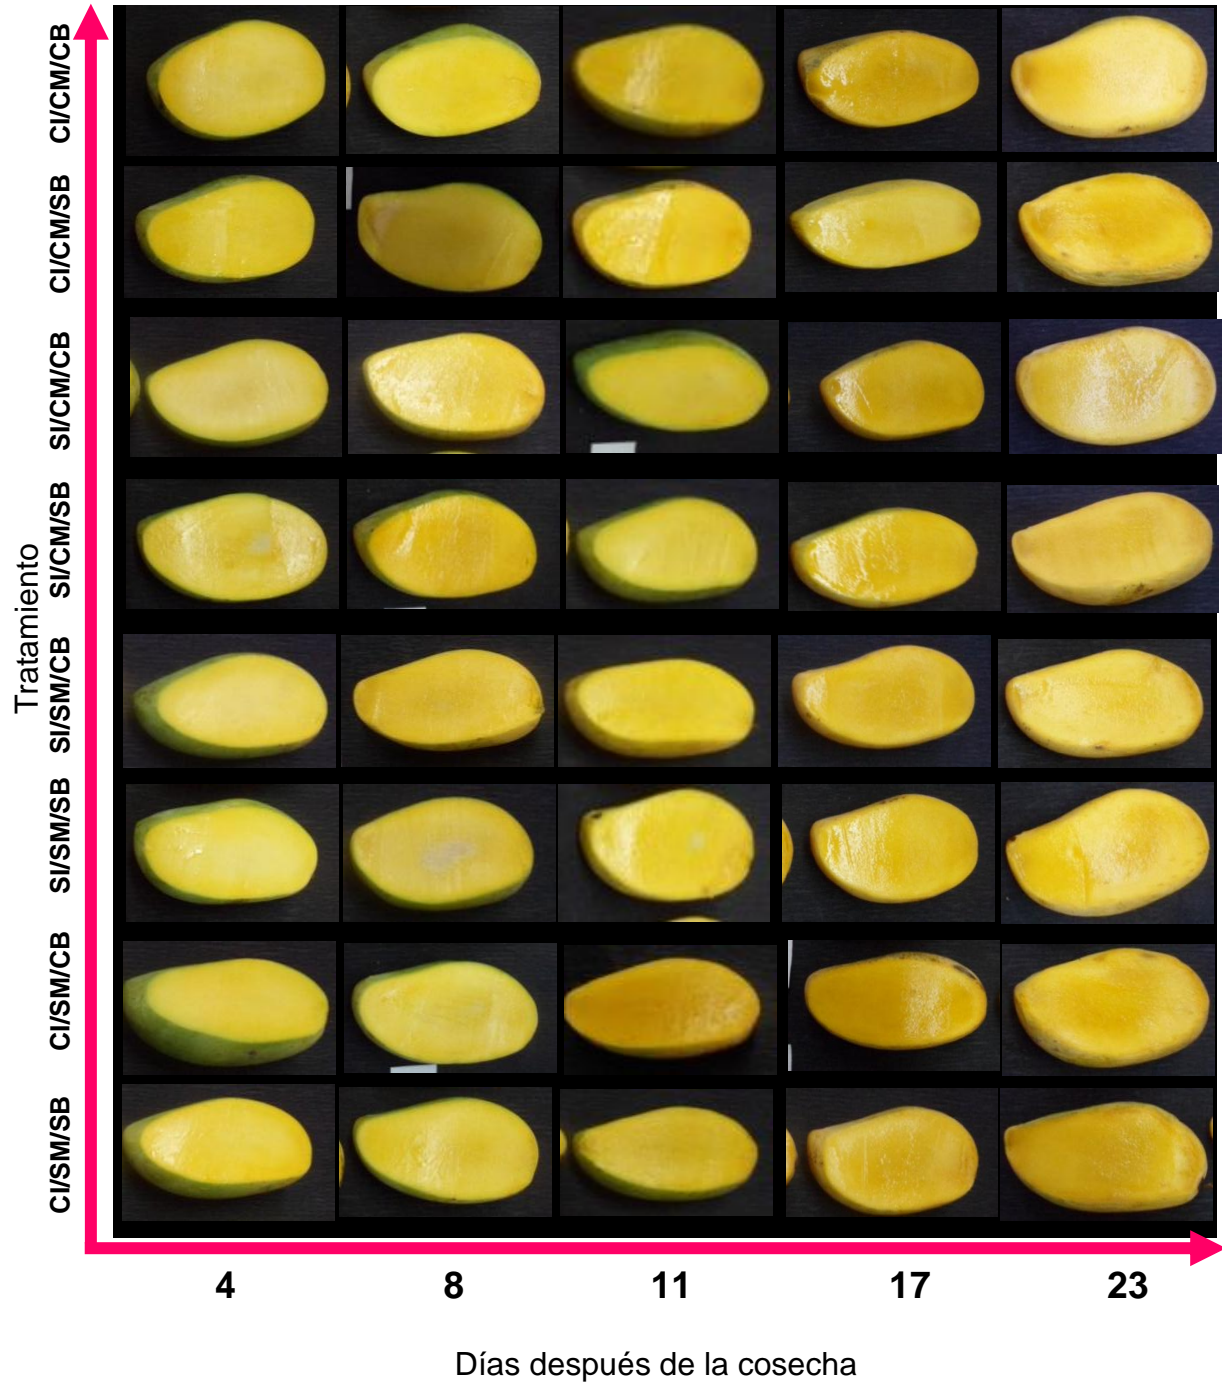 CI/CM/CB
CI/CM/SB
SI/CM/CB
SI/CM/SB
SI/SM/CB
SI/SM/SB
CI/SM/CB
CI/SM/SB
Tratamiento
4 8 11 17 23
Días después de la cosecha